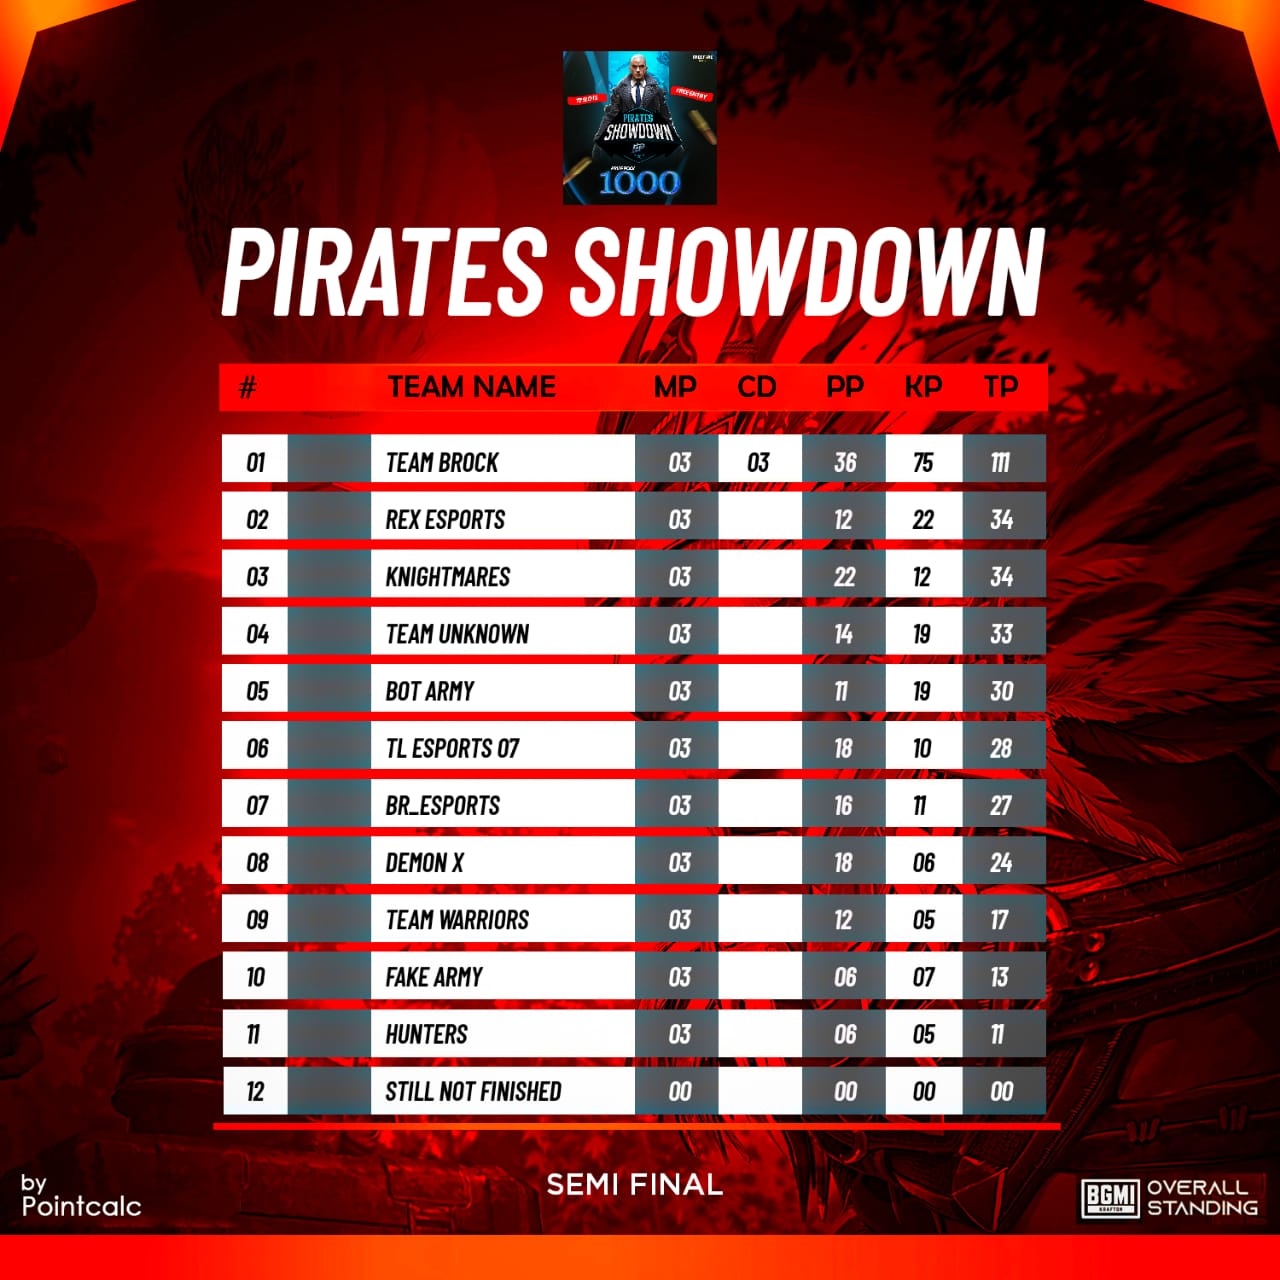 FREE FIRE
FREE ENTRY
PIRATES
SHOWDOWN
1000
PIRATES SHOWDOWN
# TEAM NAME MP CD PP KP TP
01 TEAM BROCK 03 03 36 75 111
02 REX ESPORTS 03 12 22 34
03 KNIGHTMARES 03 22 12 34
04 TEAM UNKNOWN 03 14 19 33
05 BOT ARMY 03 11 19 30
06 TL ESPORTS 07 03 18 10 28
07 BR_ESPORTS 03 16 11 27
08 DEMON X 03 18 06 24
09 TEAM WARRIORS 03 12 05 17
10 FAKE ARMY 03 06 07 13
11 HUNTERS 03 06 05 11
12 STILL NOT FINISHED 00 00 00 00
by
Pointcalc
SEMI FINAL
BGMI
KRAFTON
OVERALL
STANDING